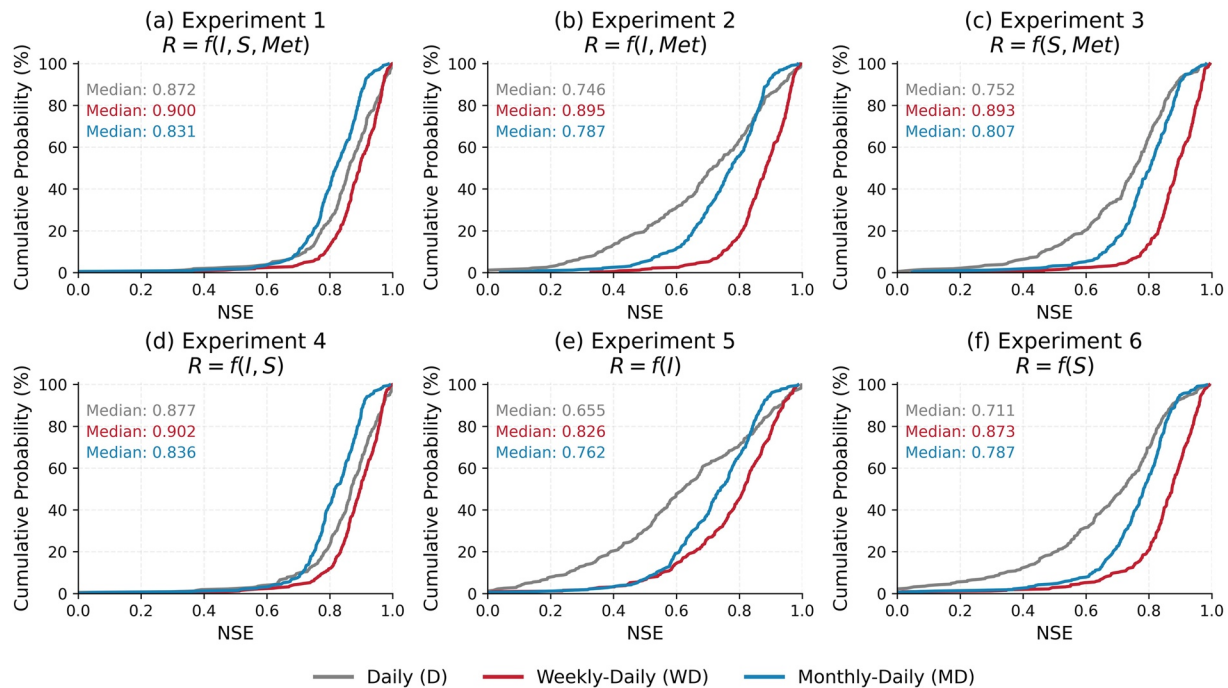 (a) Experiment 1
R = f(I, S, Met)
Cumulative Probability (%)
100
80
60
40
20
0
Median: 0.872
Median: 0.900
Median: 0.831
0.0 0.2 0.4 0.6 0.8 1.0
NSE
(b) Experiment 2
R = f(I, Met)
Cumulative Probability (%)
100
80
60
40
20
0
Median: 0.746
Median: 0.895
Median: 0.787
0.0 0.2 0.4 0.6 0.8 1.0
NSE
(c) Experiment 3
R = f(S, Met)
Cumulative Probability (%)
100
80
60
40
20
0
Median: 0.752
Median: 0.893
Median: 0.807
0.0 0.2 0.4 0.6 0.8 1.0
NSE
(d) Experiment 4
R = f(I, S)
Cumulative Probability (%)
100
80
60
40
20
0
Median: 0.877
Median: 0.902
Median: 0.836
0.0 0.2 0.4 0.6 0.8 1.0
NSE
(e) Experiment 5
R = f(I)
Cumulative Probability (%)
100
80
60
40
20
0
Median: 0.655
Median: 0.826
Median: 0.762
0.0 0.2 0.4 0.6 0.8 1.0
NSE
(f) Experiment 6
R = f(S)
Cumulative Probability (%)
100
80
60
40
20
0
Median: 0.711
Median: 0.873
Median: 0.787
0.0 0.2 0.4 0.6 0.8 1.0
NSE
Daily (D) Weekly-Daily (WD) Monthly-Daily (MD)